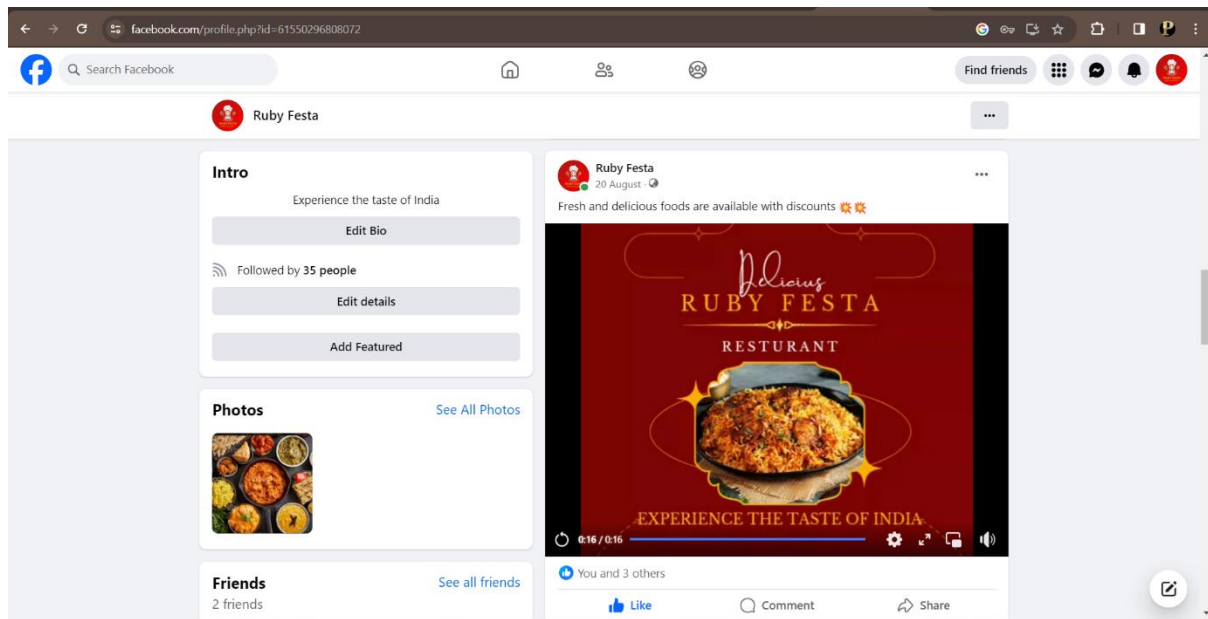 facebook.com/profile.php?id=61550296808072
Search Facebook
Find friends
Ruby Festa
Intro
Experience the taste of India
Edit Bio
Followed by 35 people
Edit details
Add Featured
Photos
See All Photos
Friends
See all friends
2 friends
Ruby Festa
20 August
Fresh and delicious foods are available with discounts 💥💥
Delicius
RUBY FESTA
RESTURANT
EXPERIENCE THE TASTE OF INDIA
0:16 / 0:16
You and 3 others
Like Comment Share